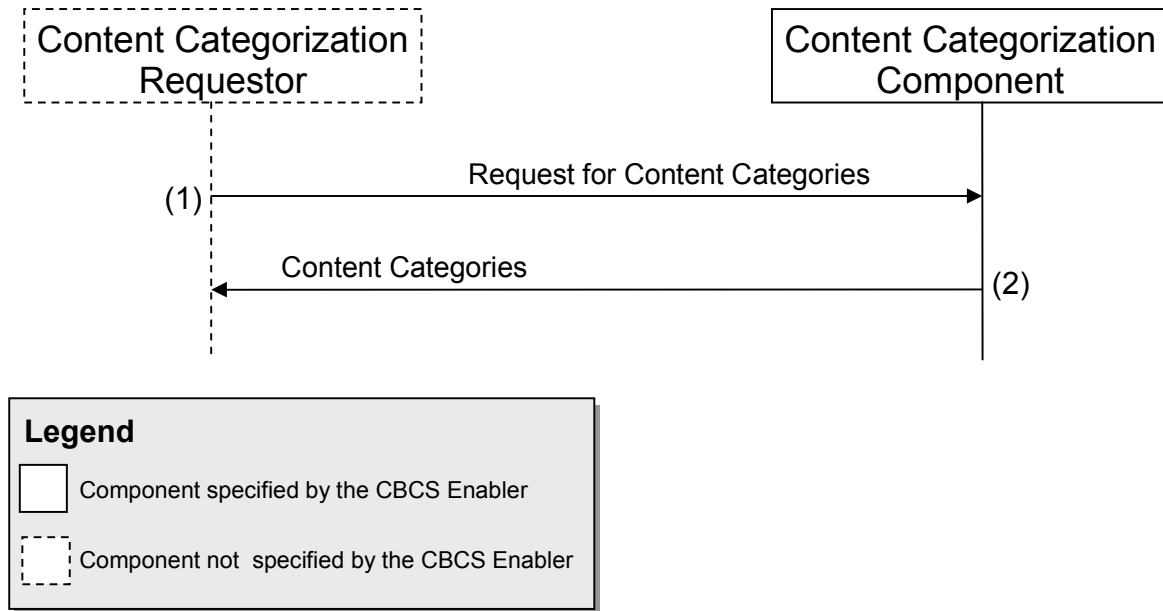 Content Categorization
Requestor
Content Categorization
Component
Request for Content Categories
(1)
Content Categories
(2)
Legend
Component specified by the CBCS Enabler
Component not specified by the CBCS Enabler